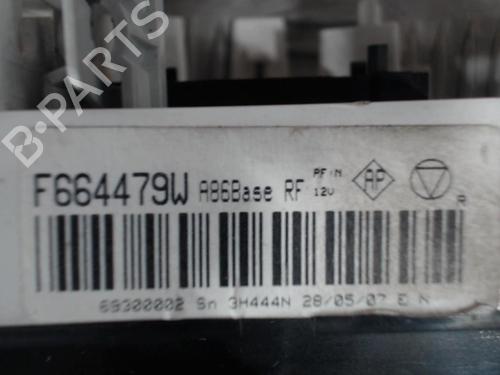 B-PARTS
F664479W A86Base RF PF:N 12V AP R
69300002 Sn 3H444N 28/05/07 E N